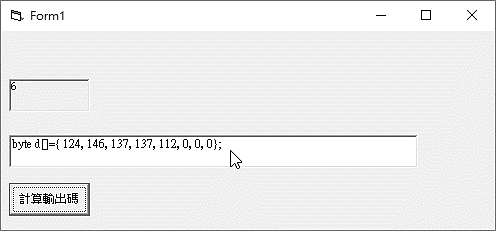 Form1
6
byte d []={ 124, 146, 137, 137, 112, 0, 0, 0};
計算輸出碼